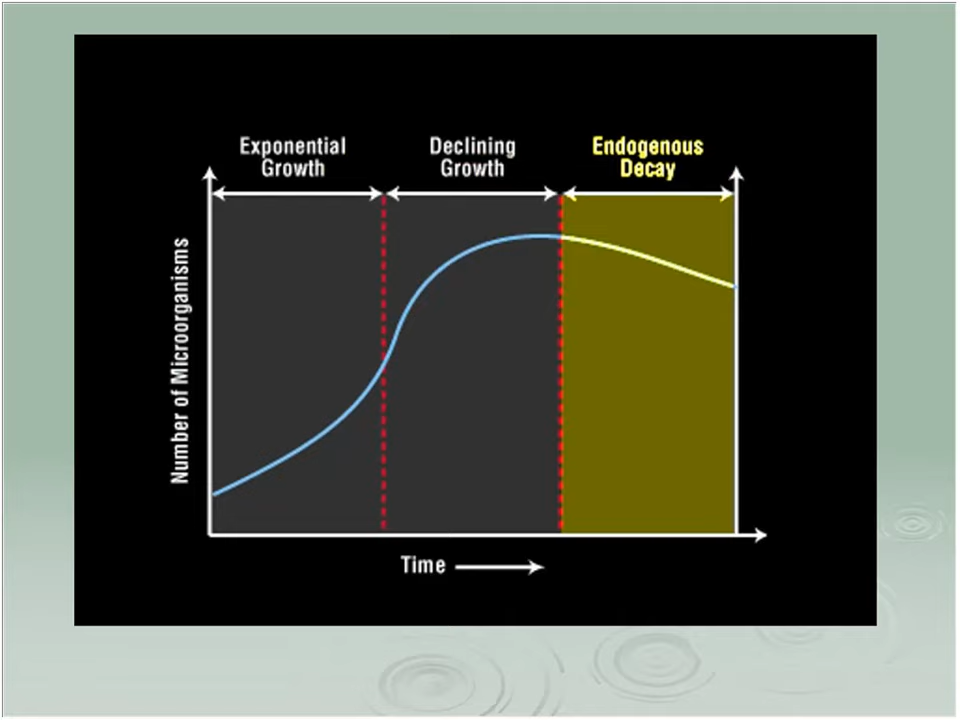 Exponential
Growth
Declining
Growth
Endogenous
Decay
Number of Microorganisms
Time